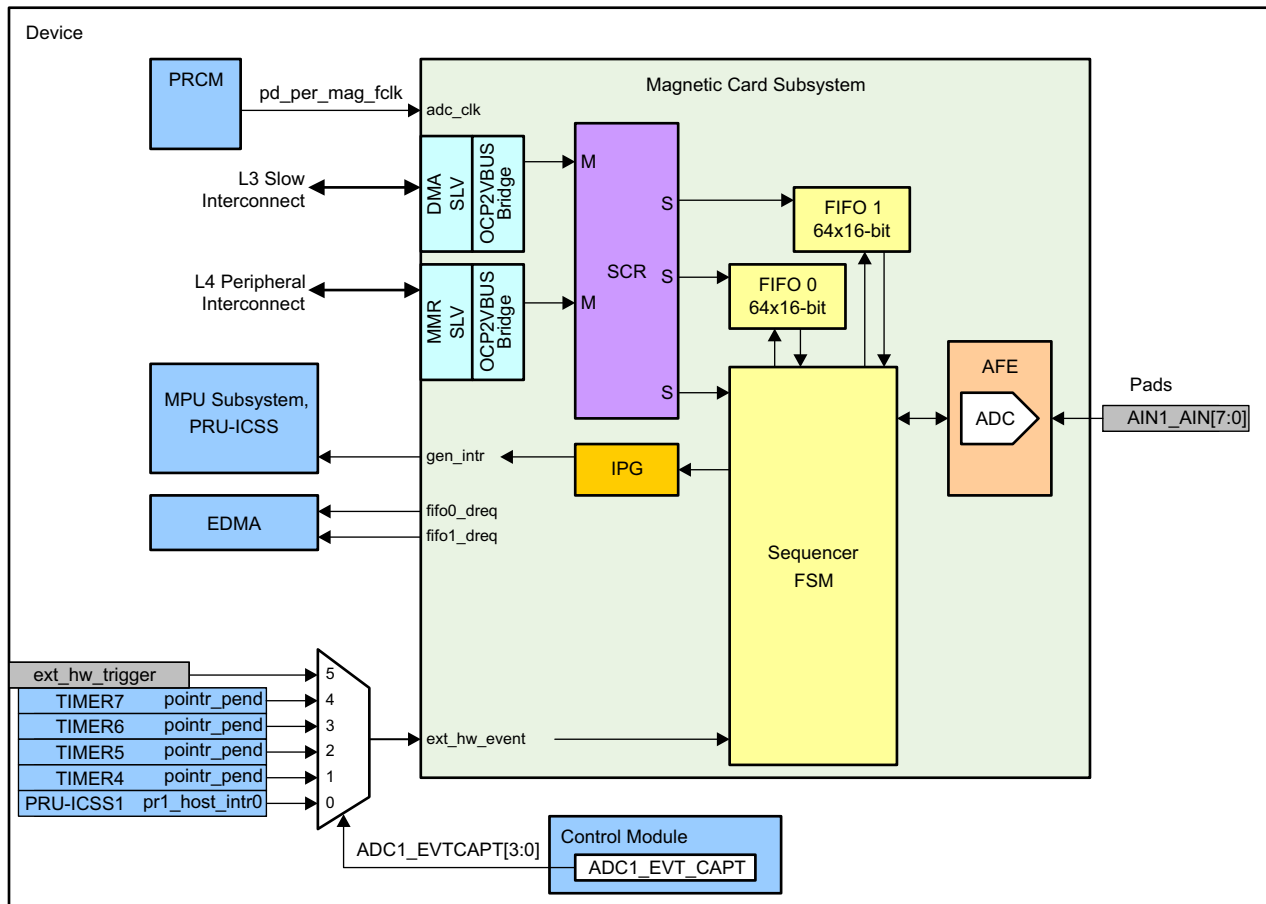 Device
PRCM
pd_per_mag_fclk
adc_clk
Magnetic Card Subsystem
L3 Slow
Interconnect
DMA
SLV
OCP2VBUS
Bridge
M
S
FIFO 1
64x16-bit
SCR
L4 Peripheral
Interconnect
MMR
SLV
OCP2VBUS
Bridge
M
S
FIFO 0
64x16-bit
S
AFE
ADC
Pads
AIN1_AIN[7:0]
MPU Subsystem,
PRU-ICSS
gen_intr
IPG
EDMA
fifo0_dreq
fifo1_dreq
Sequencer
FSM
ext_hw_trigger
5
TIMER7 pointr_pend
4
TIMER6 pointr_pend
3
TIMER5 pointr_pend
2
TIMER4 pointr_pend
1
PRU-ICSS1 pr1_host_intr0
0
ext_hw_event
ADC1_EVTCAPT[3:0]
Control Module
ADC1_EVT_CAPT